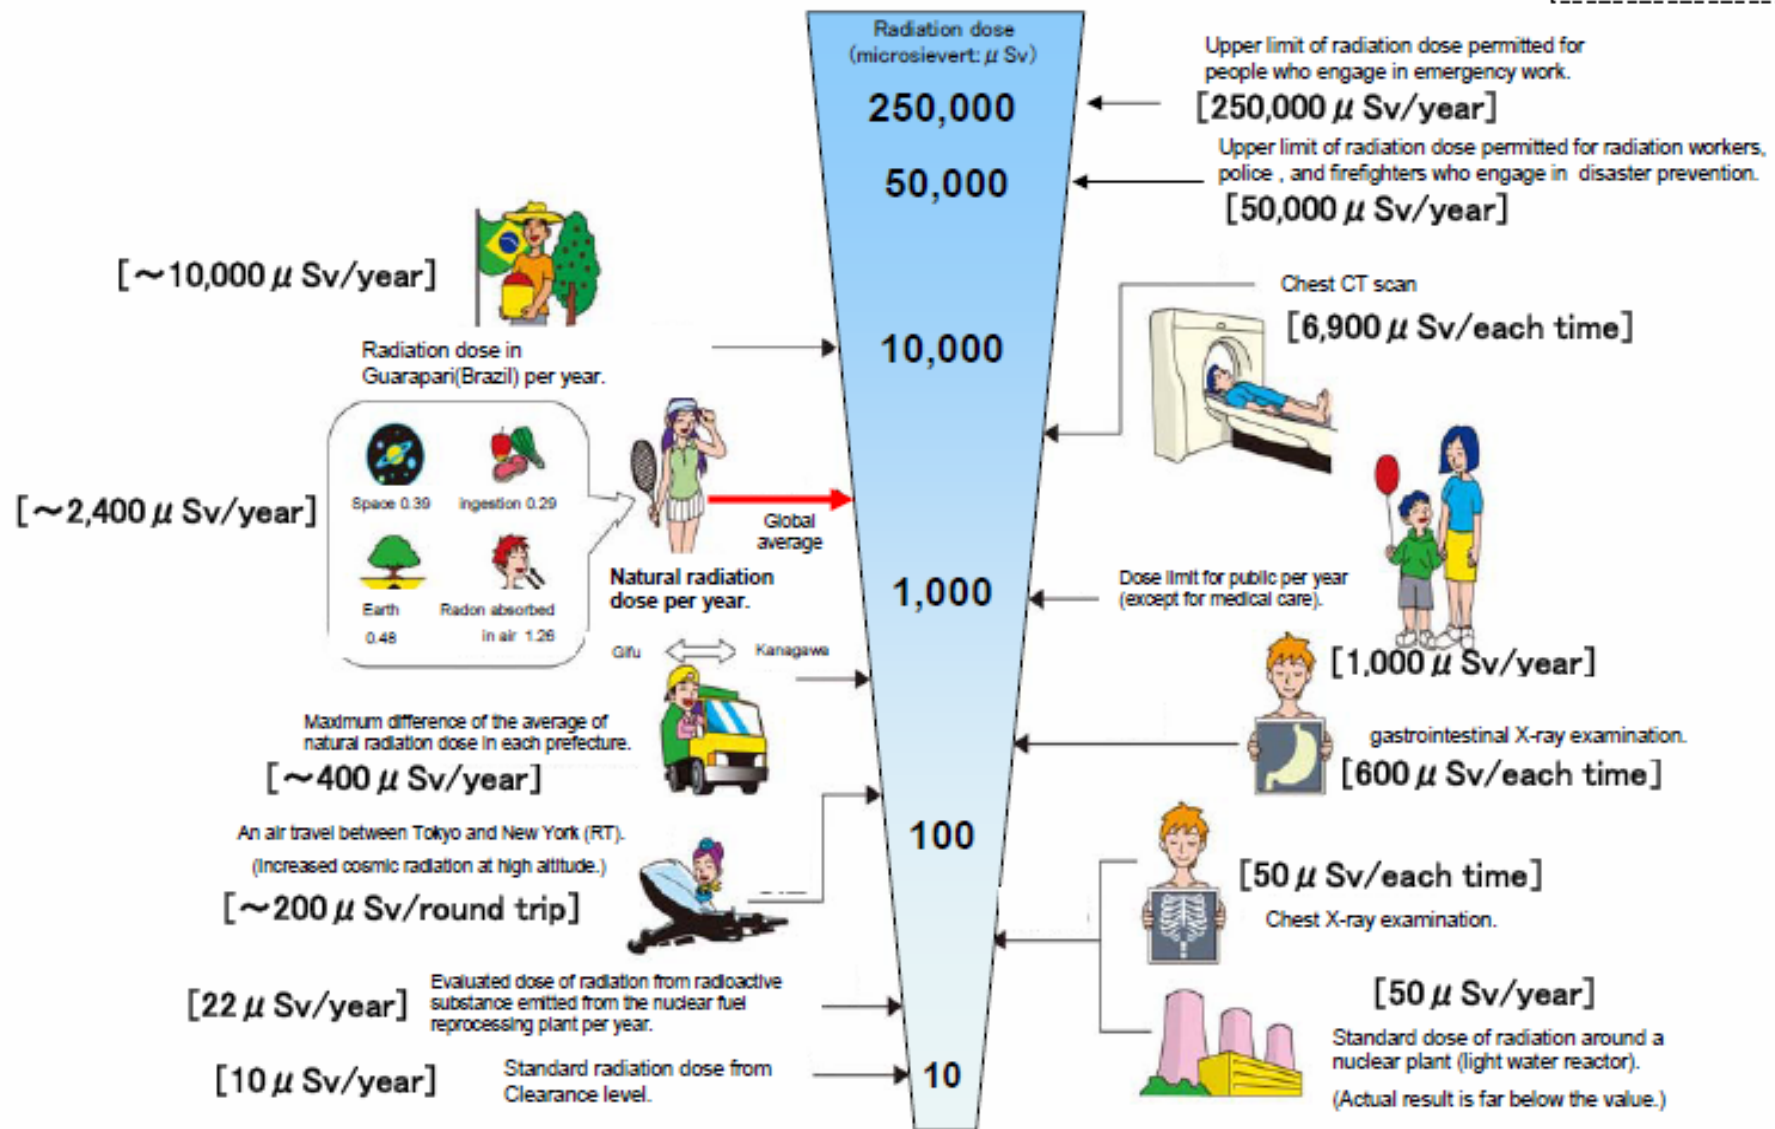 Radiation dose
(microsievert: μ Sv)
250,000
50,000
10,000
1,000
100
10
Upper limit of radiation dose permitted for
people who engage in emergency work.
[250,000 μ Sv/year]
Upper limit of radiation dose permitted for radiation workers,
police , and firefighters who engage in disaster prevention.
[50,000 μ Sv/year]
[~10,000 μ Sv/year]
Radiation dose in
Guarapari(Brazil) per year.
Chest CT scan
[6,900 μ Sv/each time]
[~2,400 μ Sv/year]
Space 0.39
ingestion 0.29
Earth
0.48
Radon absorbed
in air 1.26
Global
average
Natural radiation
dose per year.
Dose limit for public per year
(except for medical care).
[1,000 μ Sv/year]
Gifu
Kanagawa
Maximum difference of the average of
natural radiation dose in each prefecture.
[~400 μ Sv/year]
gastrointestinal X-ray examination.
[600 μ Sv/each time]
An air travel between Tokyo and New York (RT).
(Increased cosmic radiation at high altitude.)
[~200 μ Sv/round trip]
[50 μ Sv/each time]
Chest X-ray examination.
[22 μ Sv/year]
Evaluated dose of radiation from radioactive
substance emitted from the nuclear fuel
reprocessing plant per year.
[50 μ Sv/year]
Standard dose of radiation around a
nuclear plant (light water reactor).
(Actual result is far below the value.)
[10 μ Sv/year]
Standard radiation dose from
Clearance level.